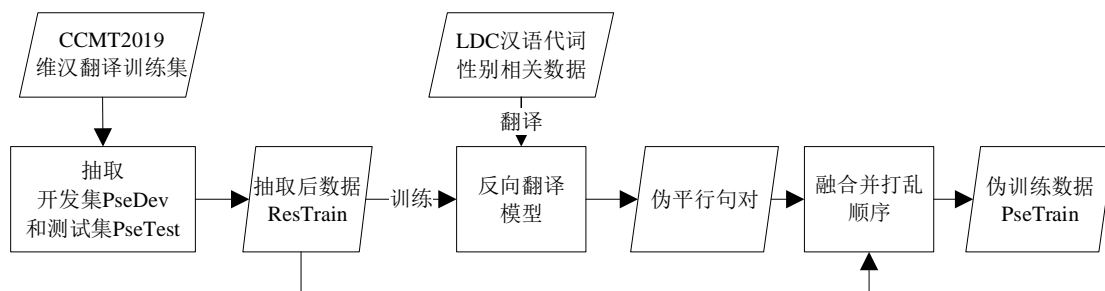 CCMT2019
维汉翻译训练集
LDC汉语代词
性别相关数据
翻译
抽取
开发集PseDev
和测试集PseTest
抽取后数据
ResTrain
训练
反向翻译
模型
伪平行句对
融合并打乱
顺序
伪训练数据
PseTrain